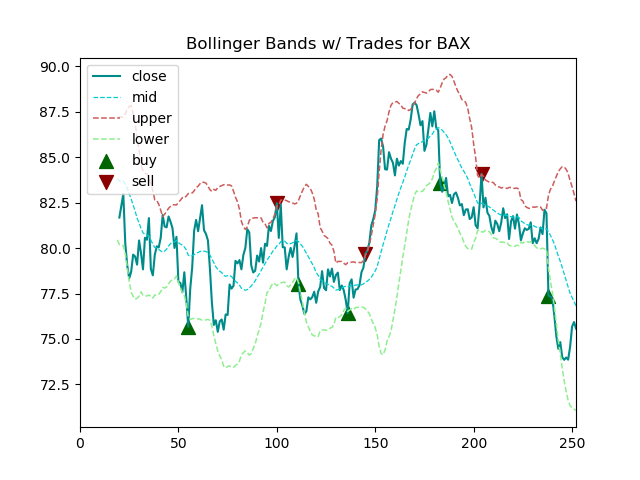 Bollinger Bands w/ Trades for BAX
90.0
87.5
85.0
82.5
80.0
77.5
75.0
72.5
close
mid
upper
lower
buy
sell
0 50 100 150 200 250